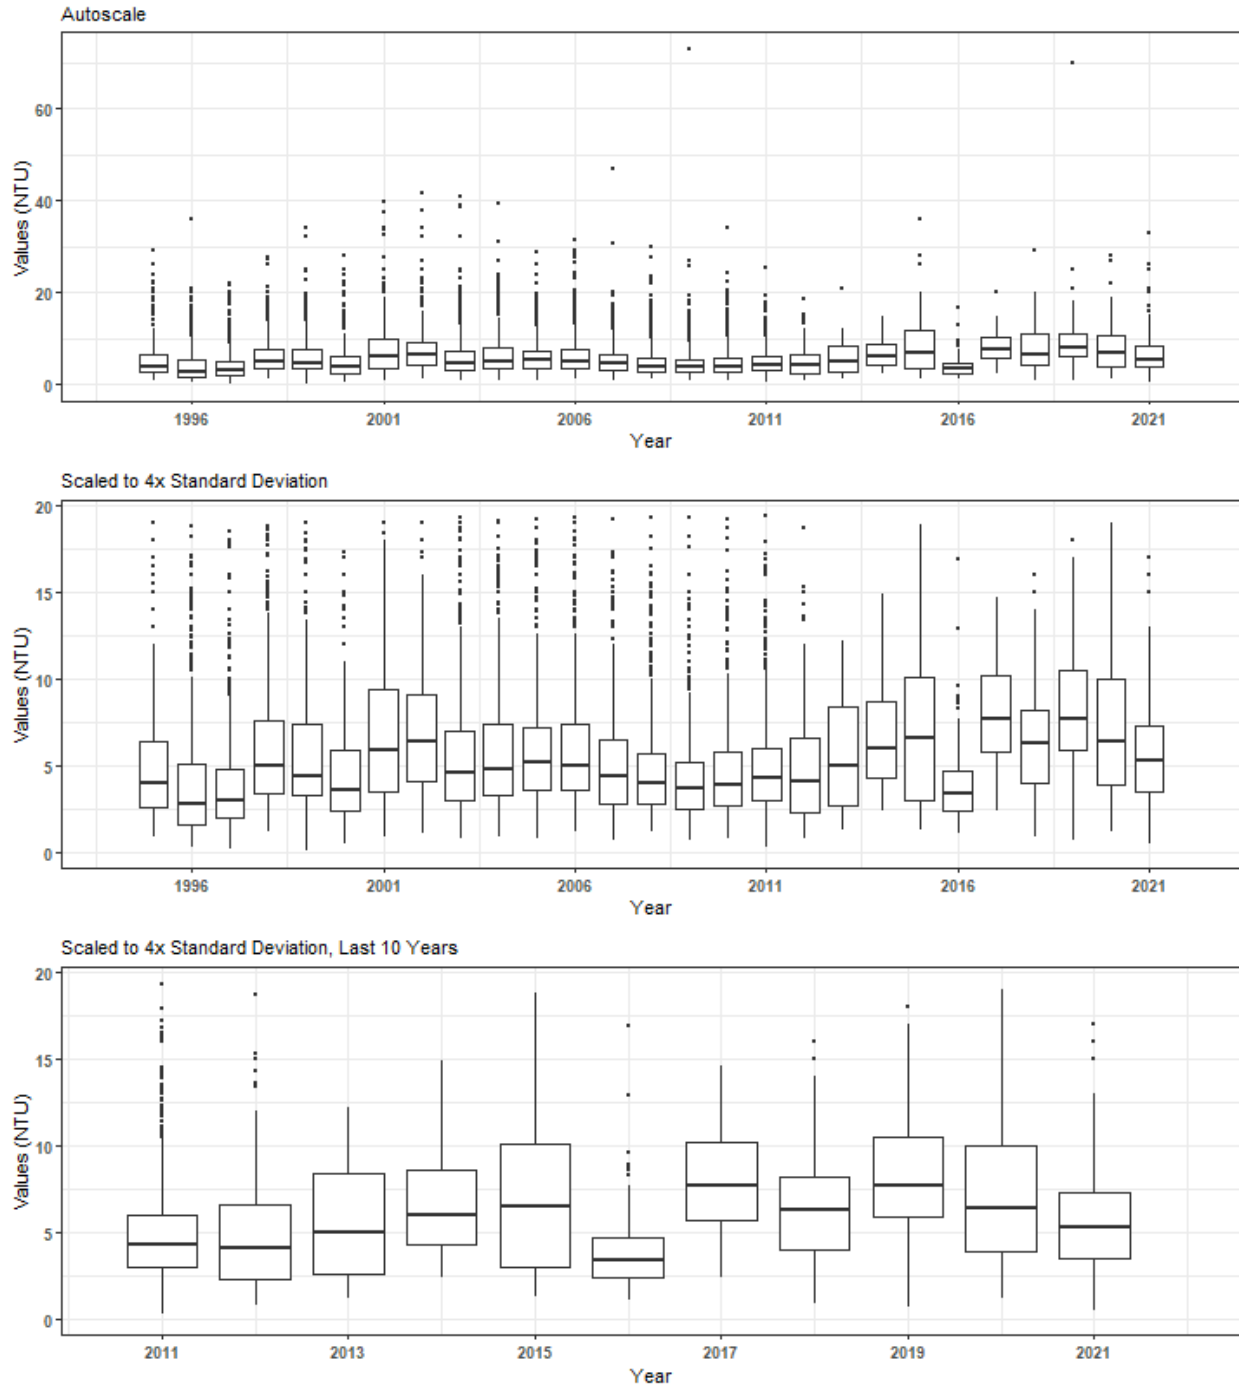 Autoscale
60
40
20
0
Values (NTU)
1996 2001 2006 2011 2016 2021
Year
Scaled to 4x Standard Deviation
20
15
10
5
0
Values (NTU)
1996 2001 2006 2011 2016 2021
Year
Scaled to 4x Standard Deviation, Last 10 Years
20
15
10
5
0
Values (NTU)
2011 2013 2015 2017 2019 2021
Year